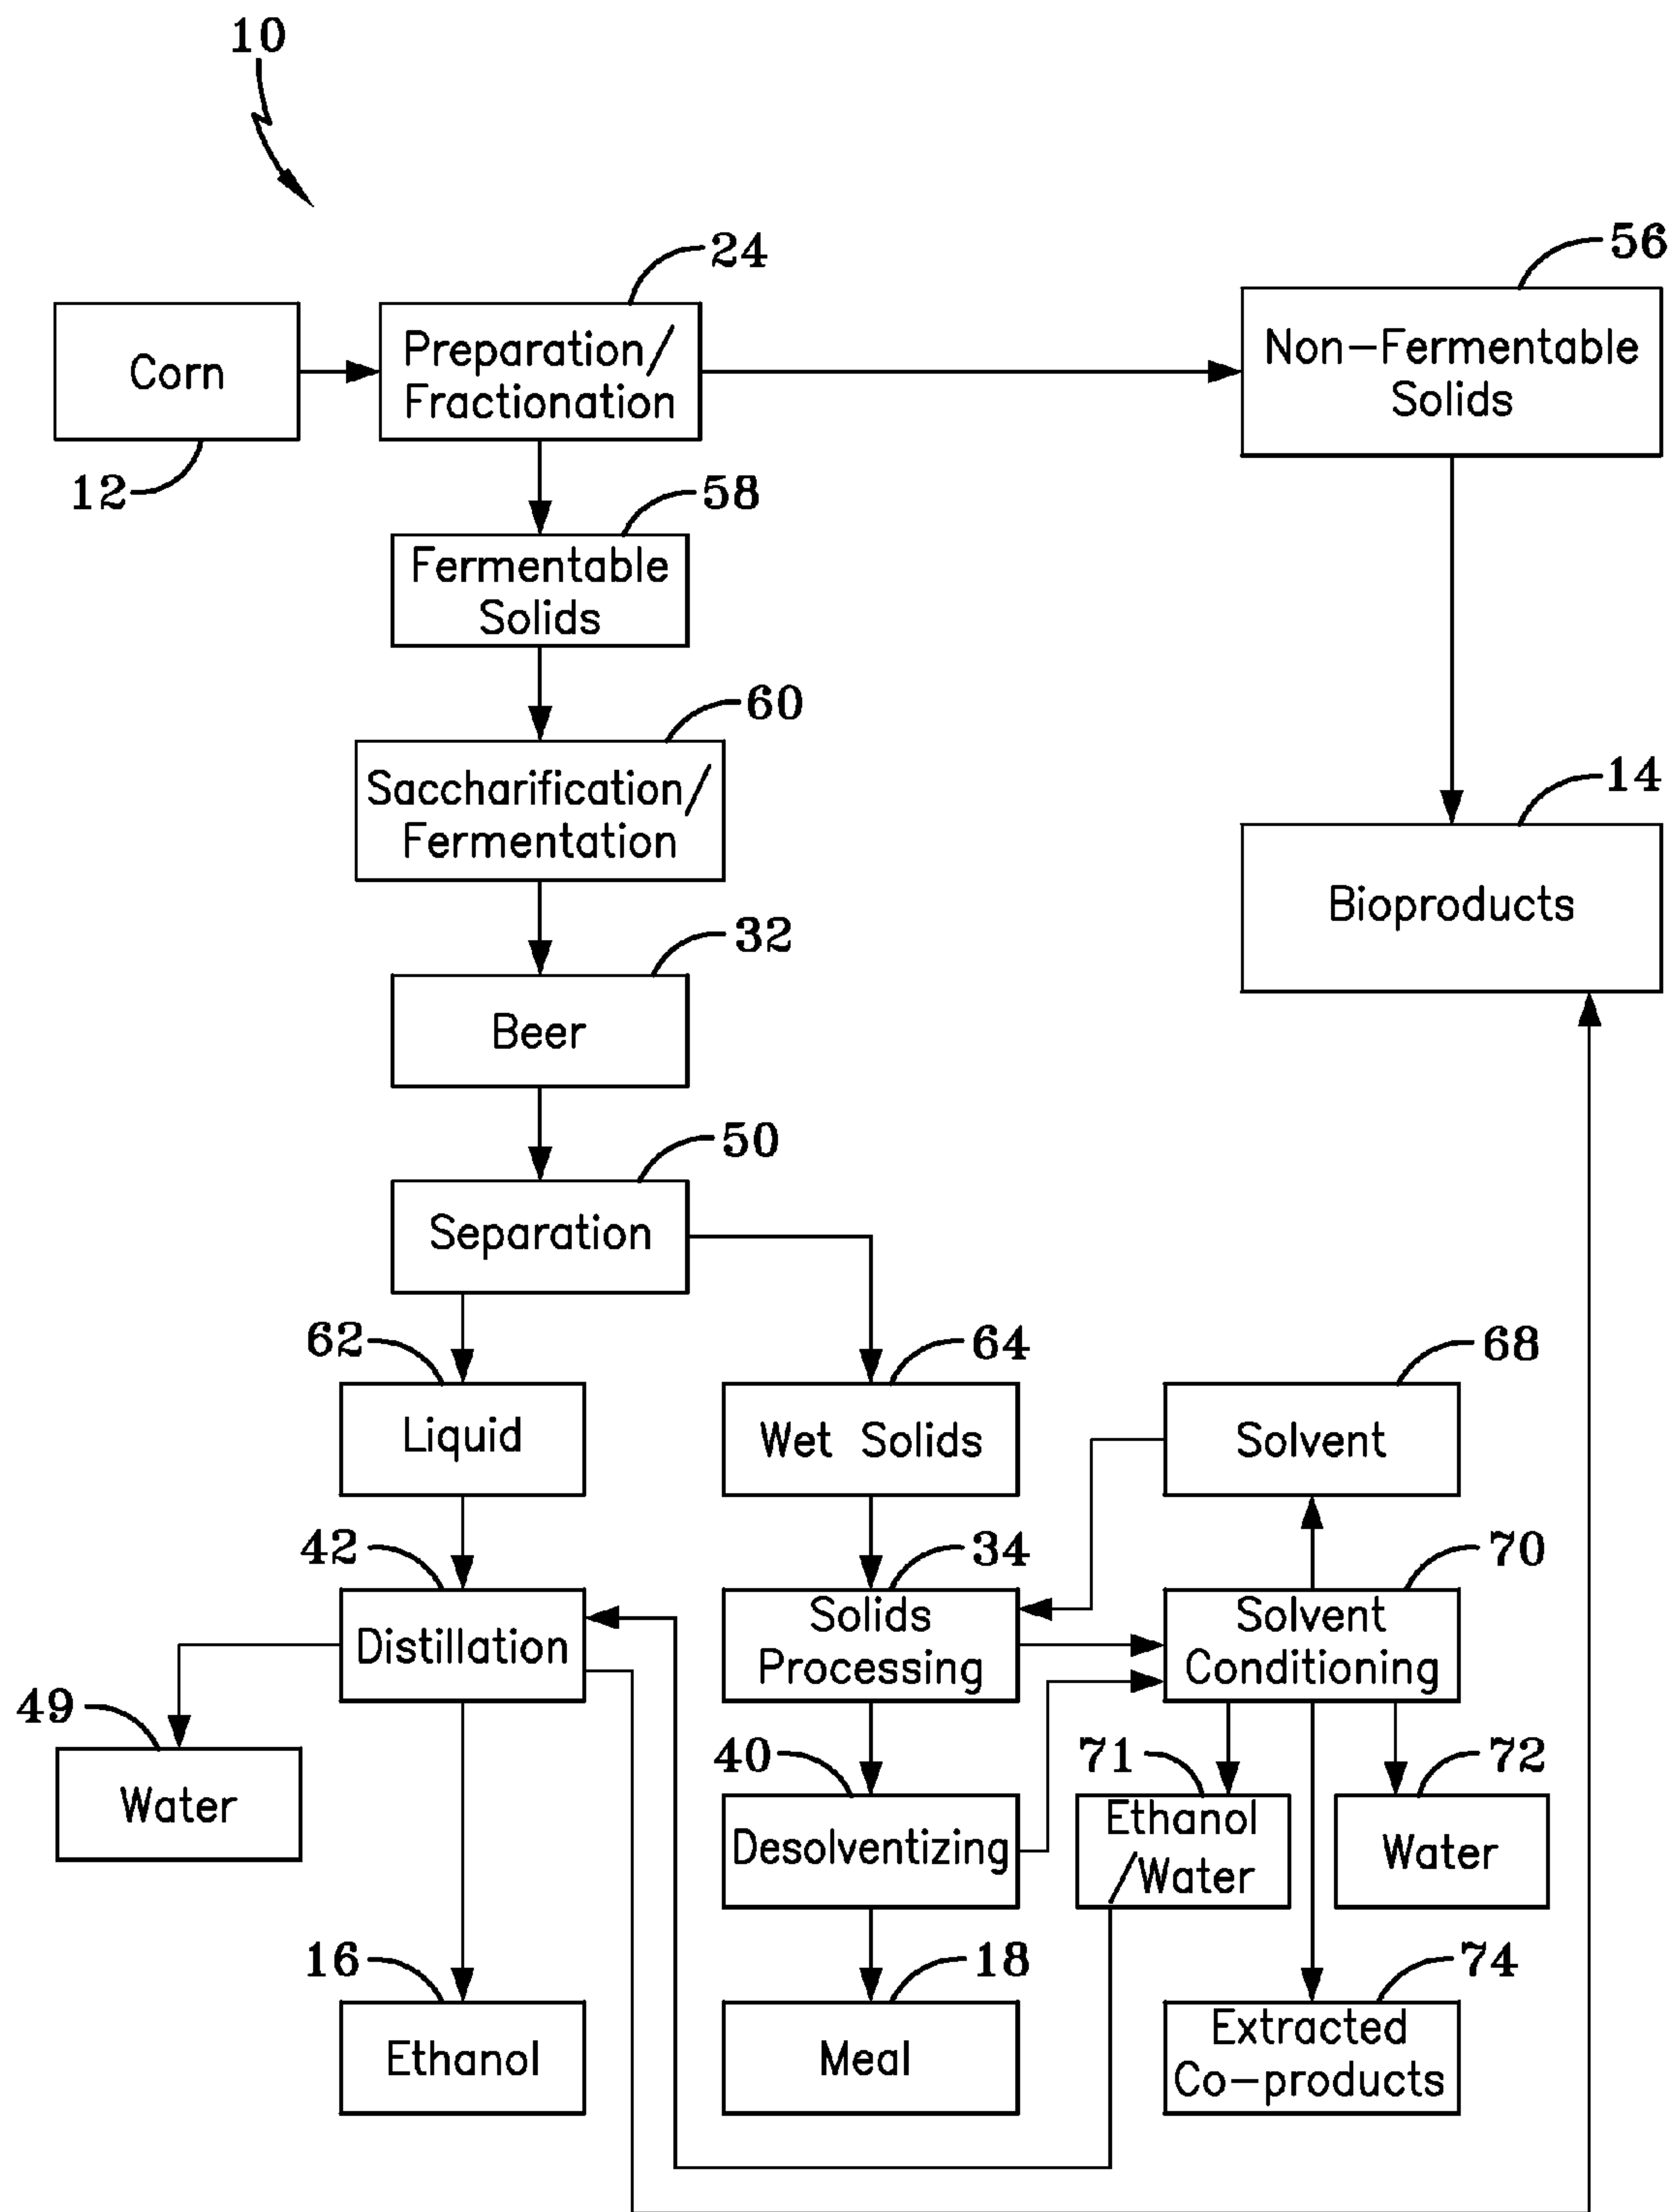 10
24
56
Corn
Preparation/
Fractionation
Non-Fermentable
Solids
12
58
Fermentable
Solids
60
14
Saccharification/
Fermentation
Bioproducts
32
Beer
50
Separation
62
64
68
Liquid
Wet Solids
Solvent
42
34
70
Distillation
Solids
Processing
Solvent
Conditioning
49
40
71
72
Water
Desolventizing
Ethanol
/Water
Water
16
18
74
Ethanol
Meal
Extracted
Co-products